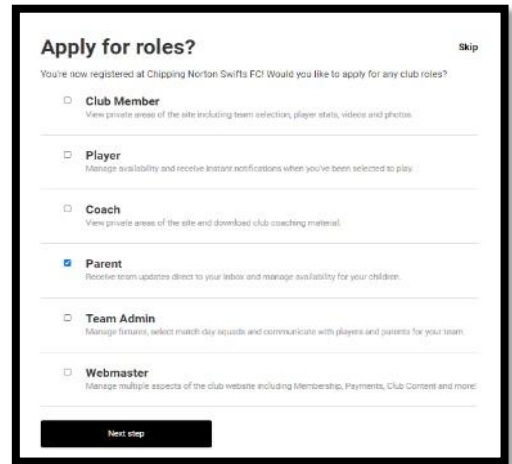 Apply for roles?
Skip
You're now registered at Chipping Norton Swifts FC! Would you like to apply for any club roles?
Club Member
View private areas of the site including team selection, player stats, videos and photos.
Player
Manage availability and receive instant notifications when you've been selected to play.
Coach
View private areas of the site and download club coaching material.
Parent
Receive team updates direct to your inbox and manage availability for your children.
Team Admin
Manage fixtures, select match day squads and communicate with players and parents for your team.
Webmaster
Manage multiple aspects of the club website including Membership, Payments, Club Content and more!
Next step